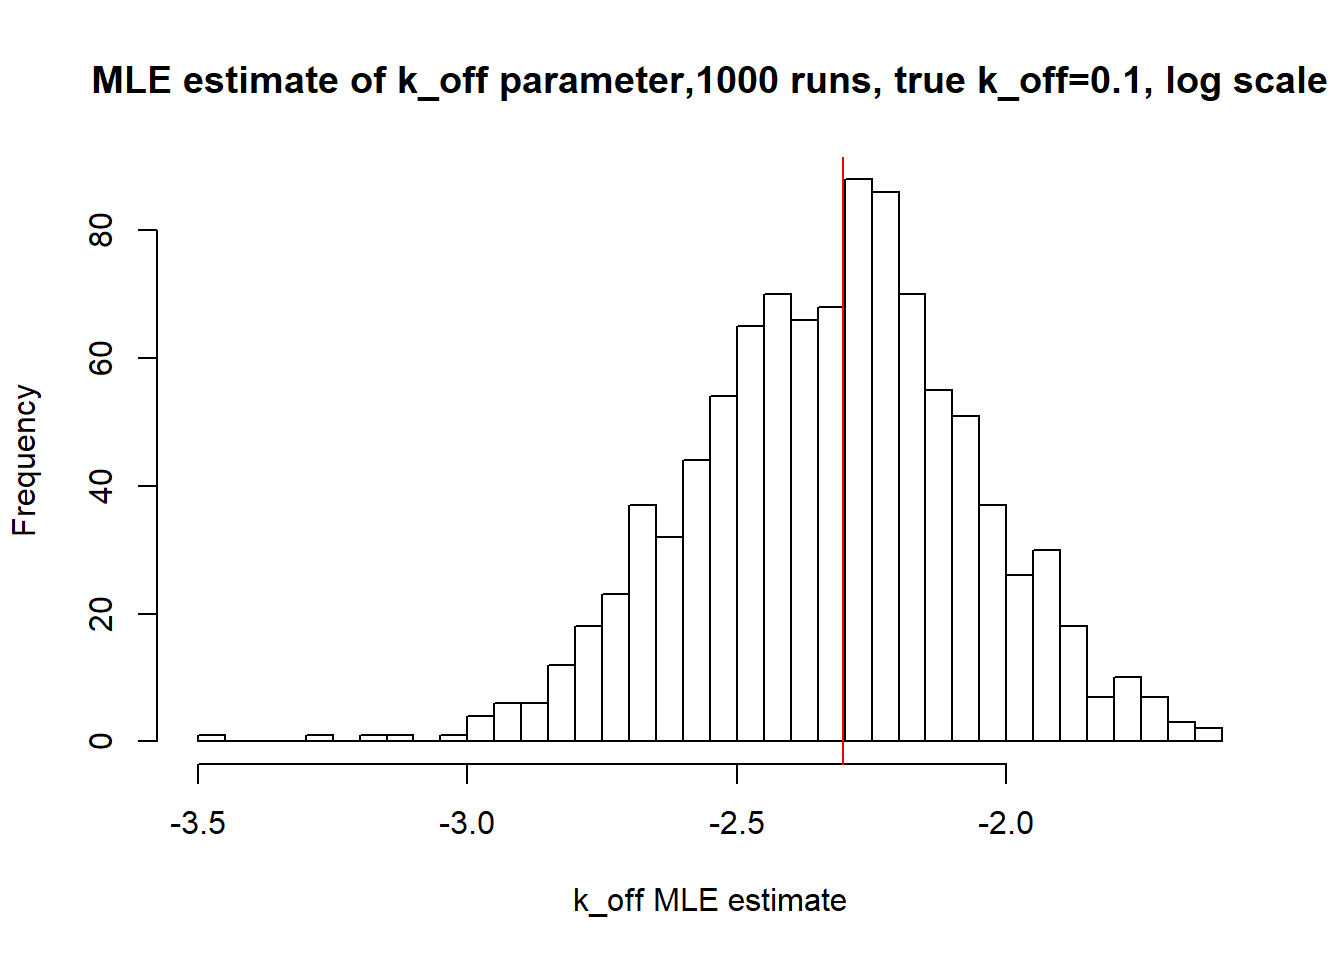 MLE estimate of k_off parameter,1000 runs, true k_off=0.1, log scale
Frequency
80
60
40
20
0
-3.5 -3.0 -2.5 -2.0
k_off MLE estimate